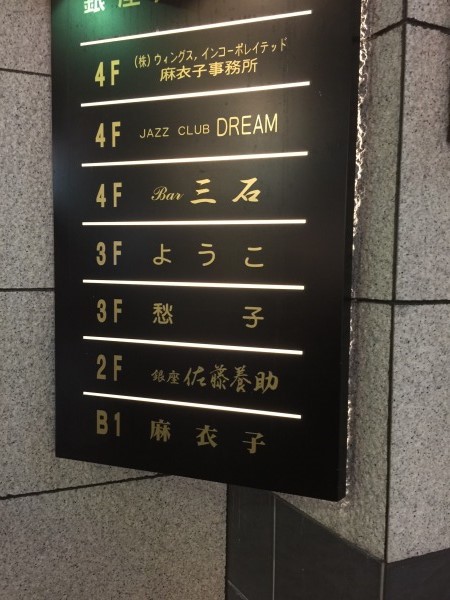 銀座
4F (株)ウィングス,インコーポレイテッド
麻衣子事務所
4F JAZZ CLUB DREAM
4F Bar 三石
3F ようこ
3F 愁子
2F 銀座 佐藤養助
B1 麻衣子